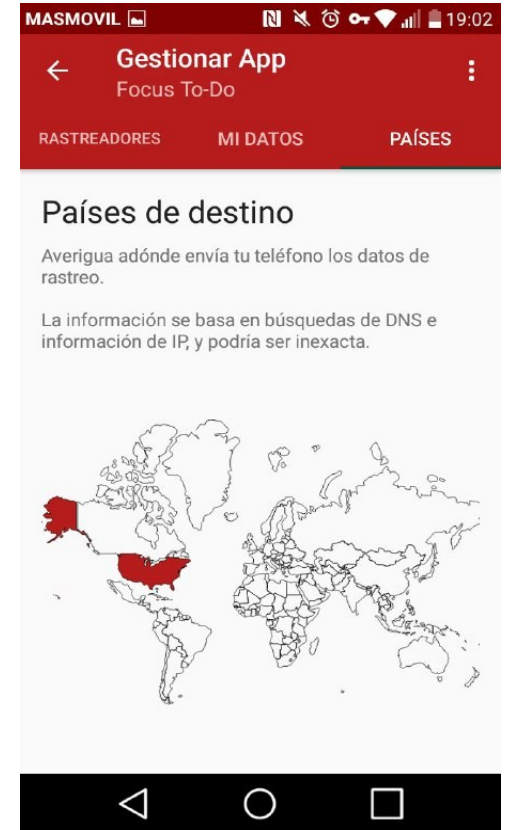 MASMOVIL 19:02
Gestionar App
Focus To-Do
RASTREADORES MI DATOS PAÍSES
Países de destino
Averigua adónde envía tu teléfono los datos de
rastreo.
La información se basa en búsquedas de DNS e
información de IP, y podría ser inexacta.